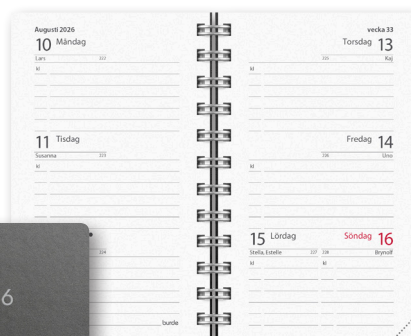 Augusti 2026
10 Måndag
Lars 222
kl
11 Tisdag
Susanna 223
kl
224
6
burde
vecka 33
Torsdag 13
225 Kaj
kl
Fredag 14
226 Uno
kl
15 Lördag
Stella, Estelle 227
kl
Söndag 16
228 Brynolf
kl